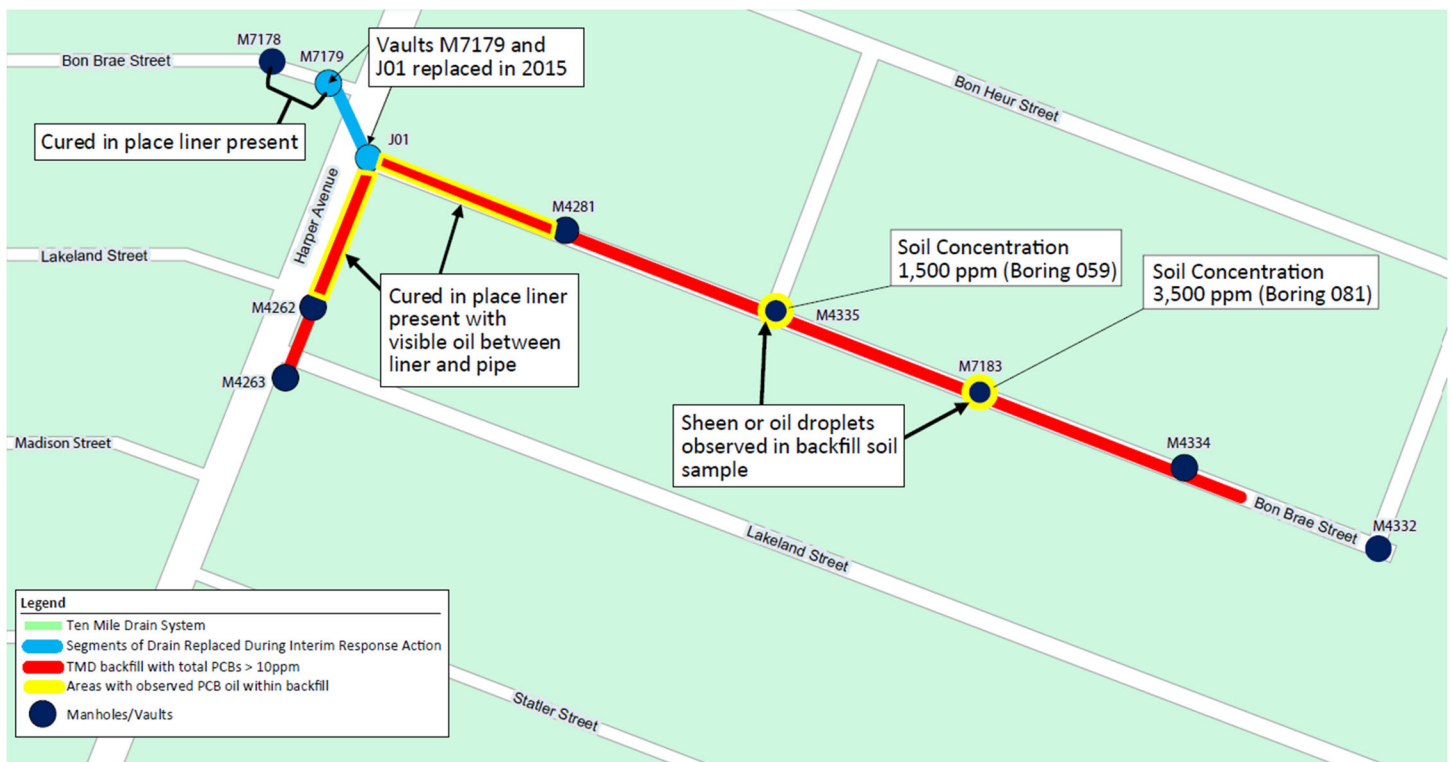 M7178
M7179
Bon Brae Street
Vaults M7179 and
J01 replaced in 2015
Bon Heur Street
Cured in place liner present
J01
Harper Avenue
M4281
Lakeland Street
Soil Concentration
1,500 ppm (Boring 059)
Soil Concentration
3,500 ppm (Boring 081)
Cured in place liner
present with
visible oil between
liner and pipe
M4262
M4335
M4263
M7183
Sheen or oil droplets
observed in backfill soil
sample
Madison Street
M4334
Bon Brae Street
M4332
Lakeland Street
Statler Street
Legend
Ten Mile Drain System
Segments of Drain Replaced During Interim Response Action
TMD backfill with total PCBs > 10ppm
Areas with observed PCB oil within backfill
Manholes/Vaults